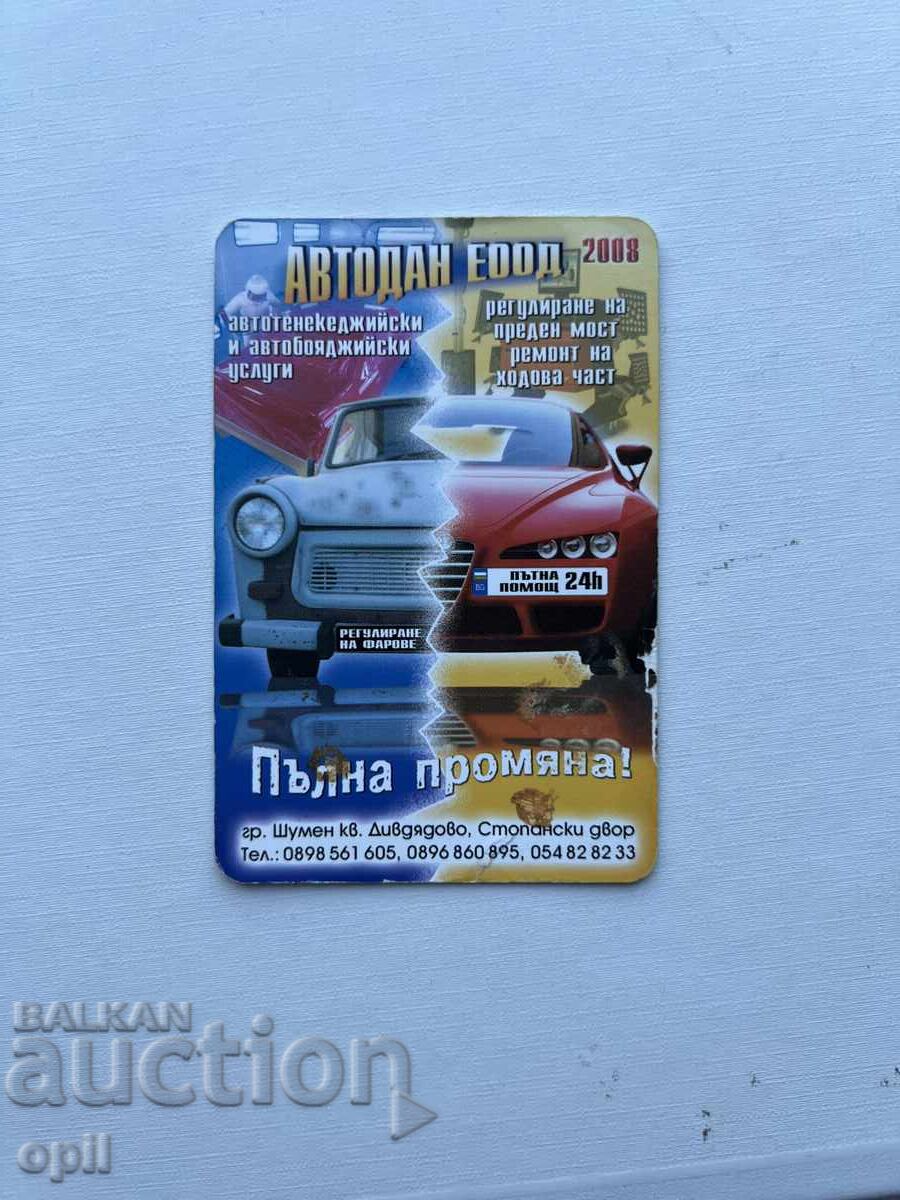 АВТОДАН ЕООД 2008
автотенекеджийски
и автобояджийски
услуги
регулиране на
преден мост
ремонт на
ходова част
BG
ПЪТНА
ПОМОЩ 24h
РЕГУЛИРАНЕ
НА ФАРОВЕ
Пълна промяна!
гр. Шумен кв. Дивдядово, Стопански двор
Тел.: 0898 561 605, 0896 860 895, 054 82 82 33
BALKAN
auction
opil